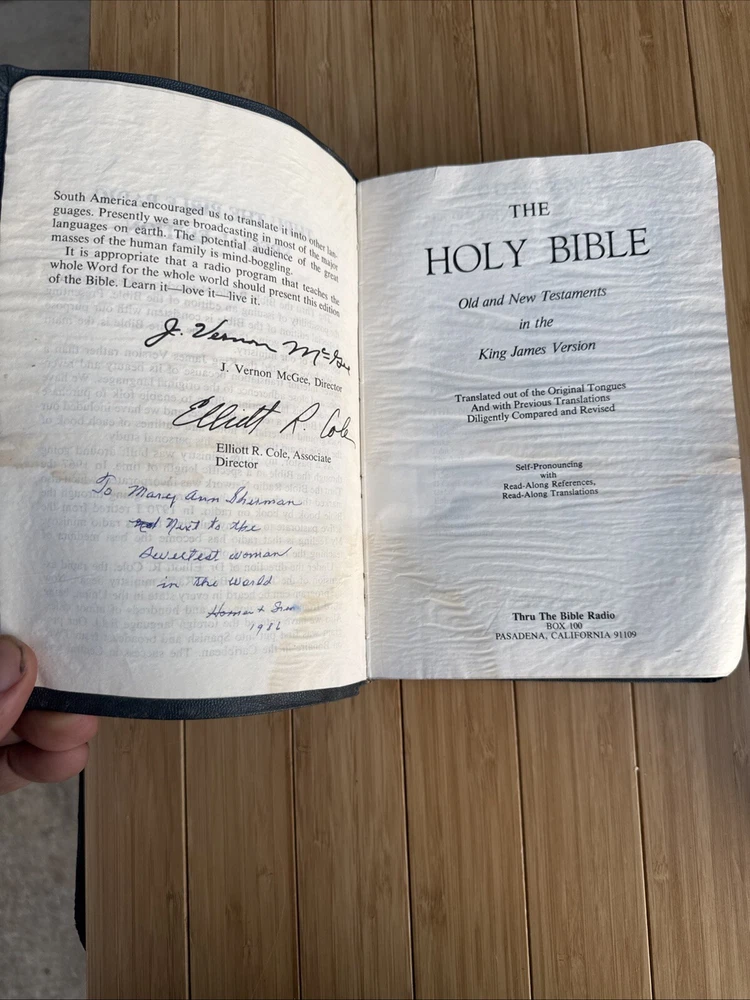 South America encouraged us to translate it into other lan-
guages. Presently we are broadcasting in most of the major
languages on earth. The potential audience of the great
masses of the human family is mind-boggling.
It is appropriate that a radio program that teaches the
whole Word for the whole world should present this edition
of the Bible. Learn it—love it—live it.
J. Vernon McGee
J. Vernon McGee, Director
Elliott R. Cole
Elliott R. Cole, Associate
Director
To Marcy Ann Sherman
Next to the
sweetest woman
in the world
1986
THE
HOLY BIBLE
Old and New Testaments
in the
King James Version
Translated out of the Original Tongues
And with Previous Translations
Diligently Compared and Revised
Self-Pronouncing
with
Read-Along References,
Read-Along Translations
Thru The Bible Radio
BOX 100
PASADENA, CALIFORNIA 91109